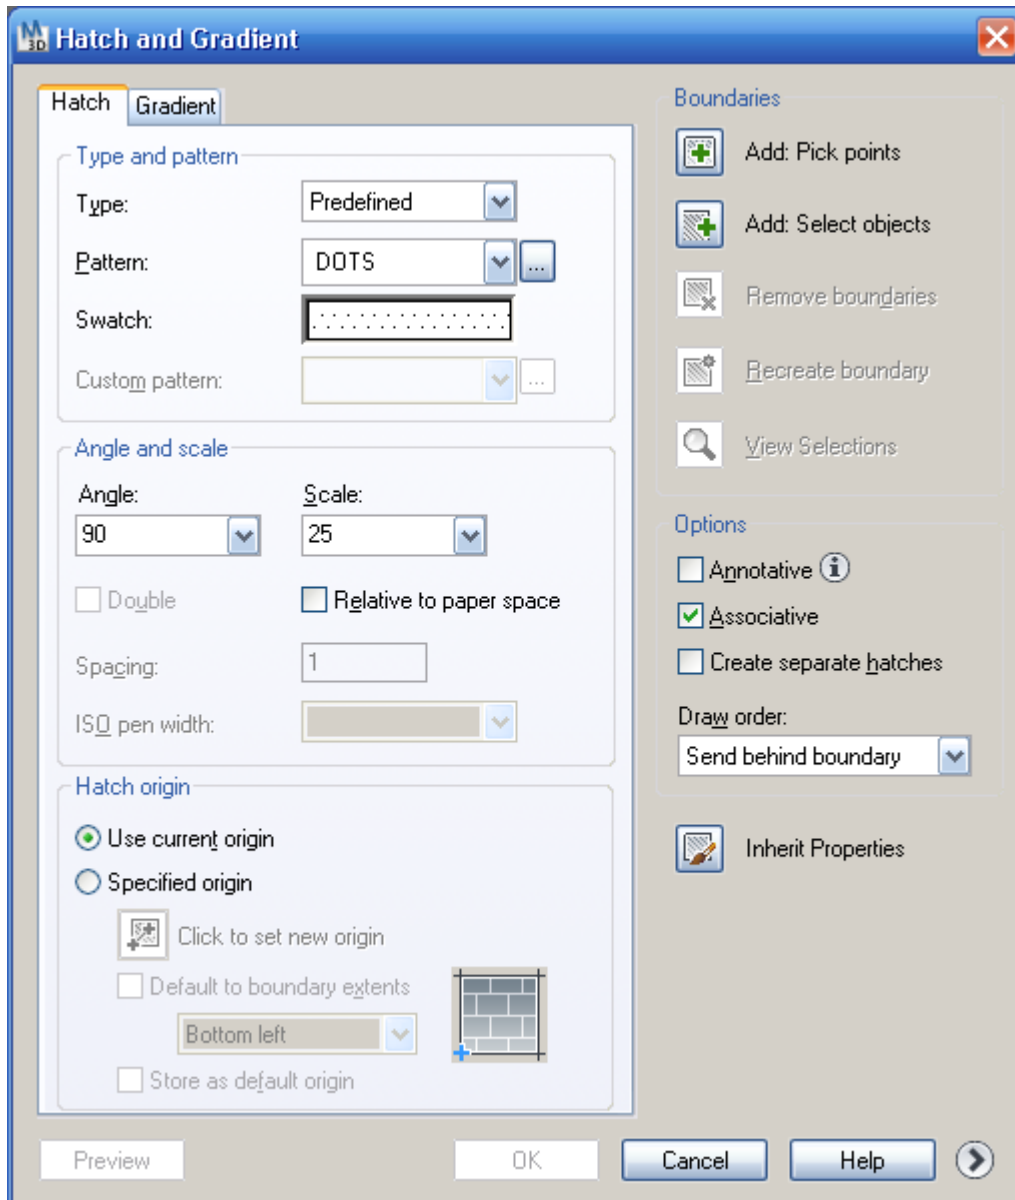 M 3D Hatch and Gradient
Hatch Gradient
Type and pattern
Type: Predefined
Pattern: DOTS ...
Swatch:
Custom pattern: ...
Angle and scale
Angle: Scale:
90 25
Double Relative to paper space
Spacing: 1
ISO pen width:
Hatch origin
Use current origin
Specified origin
Click to set new origin
Default to boundary extents
Bottom left
Store as default origin
Boundaries
Add: Pick points
Add: Select objects
Remove boundaries
Recreate boundary
View Selections
Options
Annotative i
Associative
Create separate hatches
Draw order:
Send behind boundary
Inherit Properties
Preview OK Cancel Help